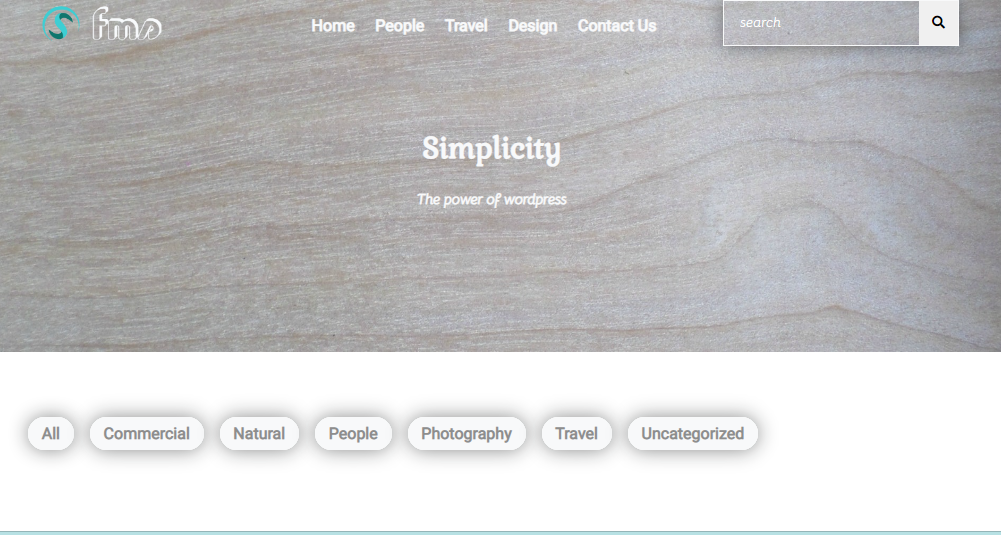 fms
Home People Travel Design Contact Us
search
Simplicity
The power of wordpress
All Commercial Natural People Photography Travel Uncategorized